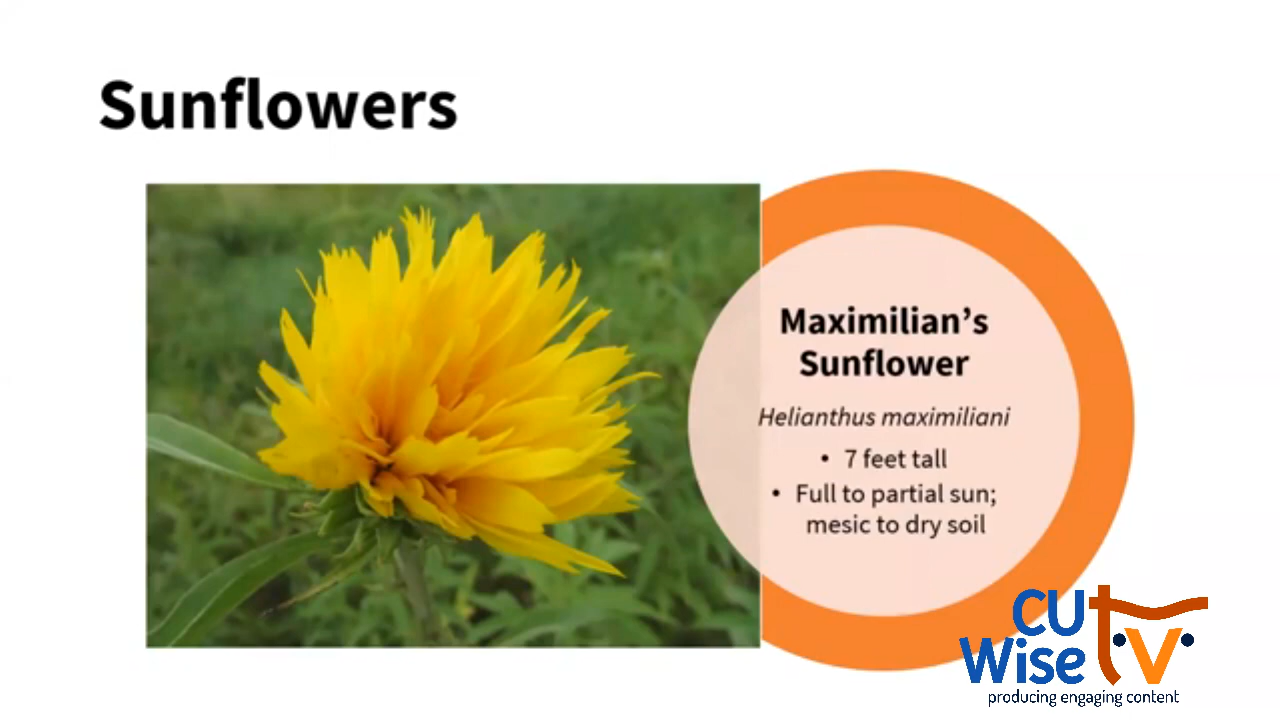 Sunflowers
Maximilian’s
Sunflower
Helianthus maximiliani
• 7 feet tall
• Full to partial sun;
mesic to dry soil
CU
Wise tv
producing engaging content